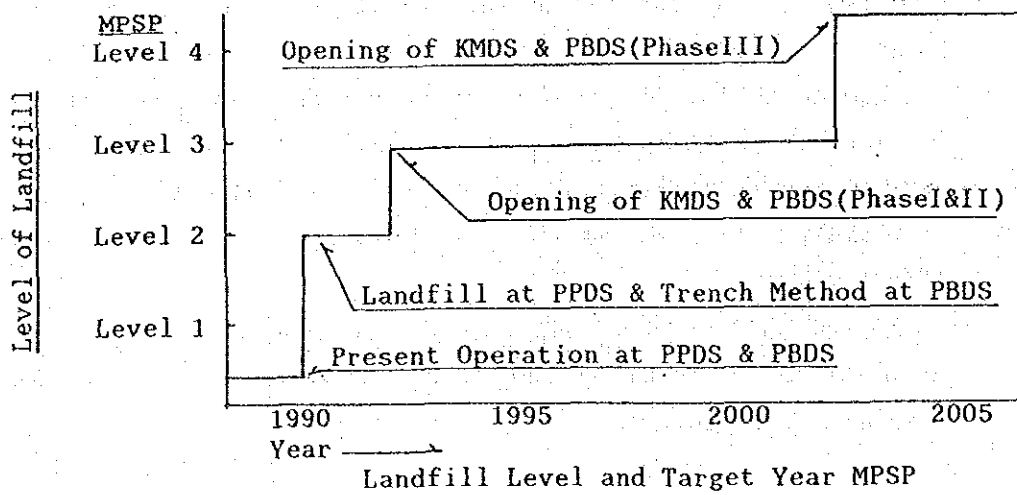 MPSP
Level 4
Opening of KMDS & PBDS(PhaseIII)
Level 3
Opening of KMDS & PBDS(PhaseI&II)
Level of Landfill
Level 2
Landfill at PPDS & Trench Method at PBDS
Level 1
Present Operation at PPDS & PBDS
1990 1995 2000 2005
Year
Landfill Level and Target Year MPSP